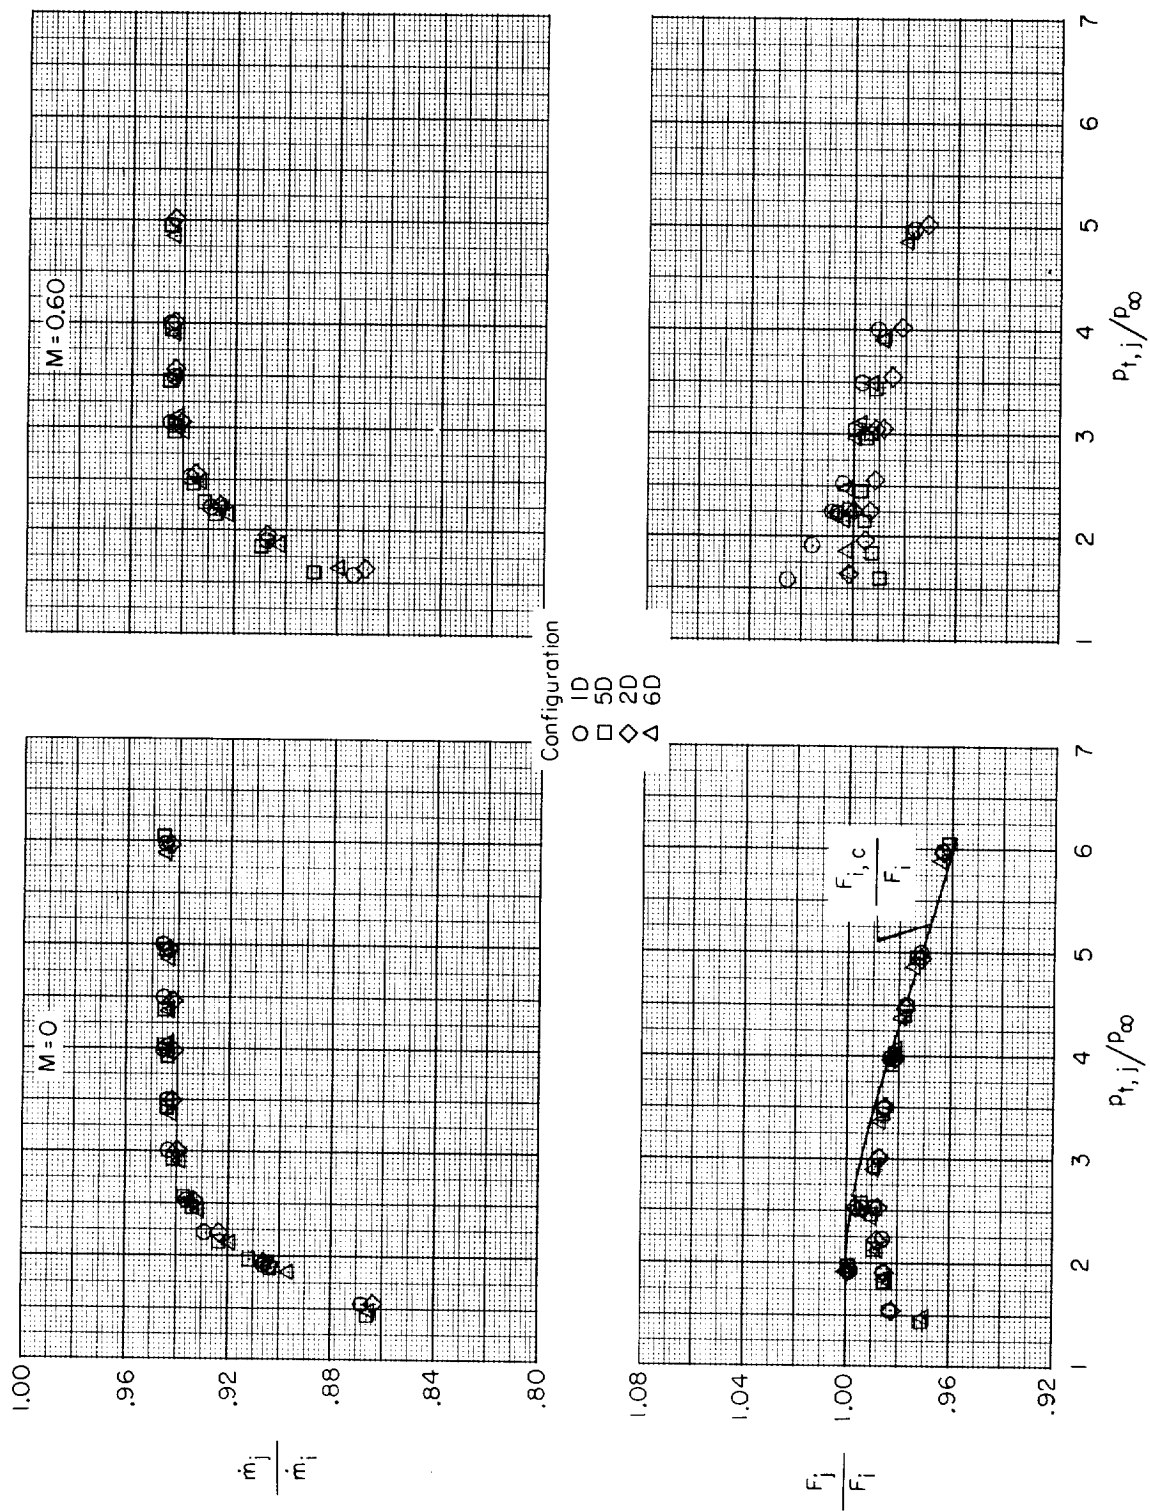 M = 0
M = 0.60
1.00
.96
.92
.88
.84
.80
ṁj
ṁi
Configuration
○ 1D
□ 5D
◇ 2D
△ 6D
1.08
1.04
1.00
.96
.92
Fj
Fi
Fi,c
Fi
1 2 3 4 5 6 7
pt,j/p∞
1 2 3 4 5 6 7
pt,j/p∞